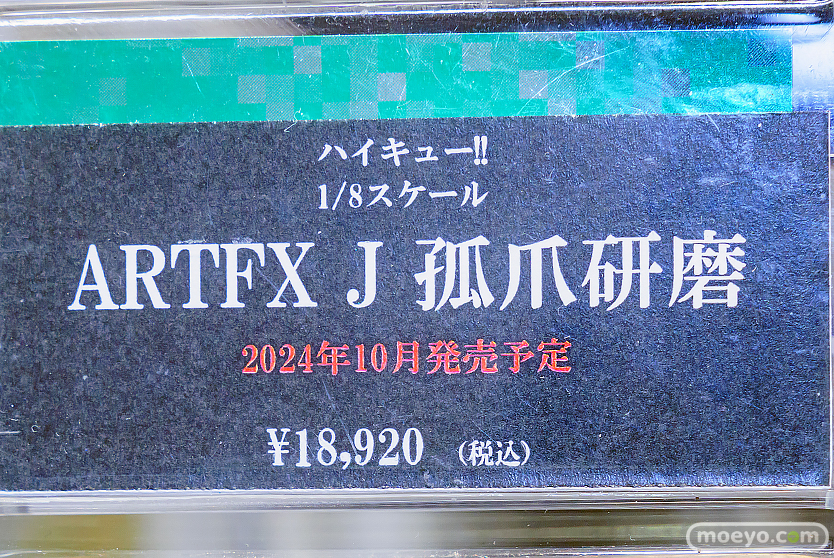 ハイキュー!!
1/8スケール
ARTFX J 孤爪研磨
2024年10月発売予定
¥18,920 (税込)
moeyo.com